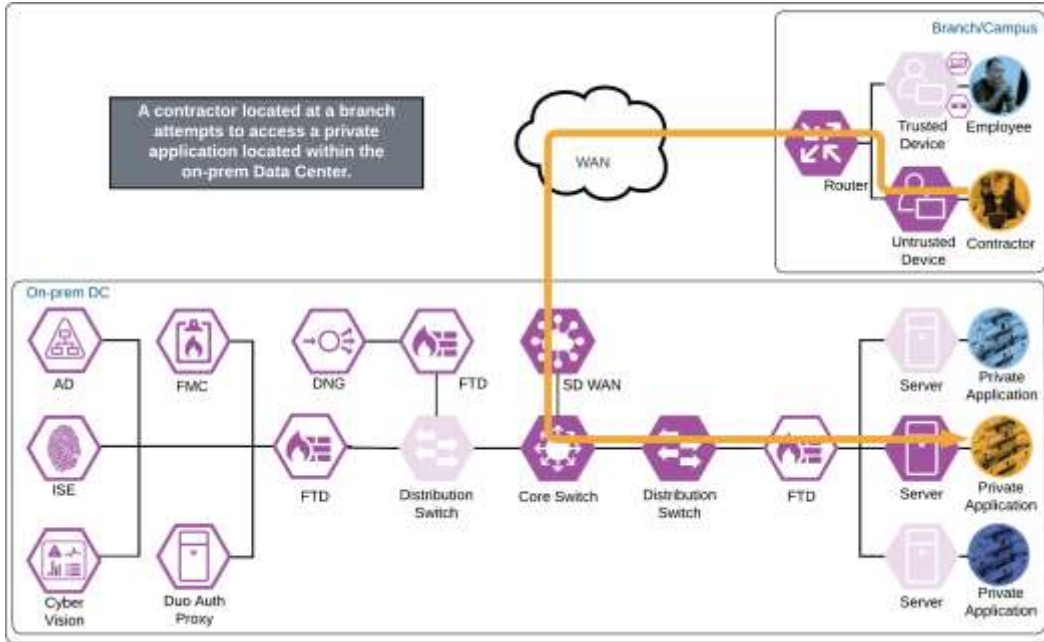 Branch/Campus
A contractor located at a branch
attempts to access a private
application located within the
on-prem Data Center.
WAN
Trusted
Device
Employee
Router
Untrusted
Device
Contractor
On-prem DC
AD
FMC
DNG
FTD
SD WAN
Server
Private
Application
ISE
FTD
Distribution
Switch
Core Switch
Distribution
Switch
FTD
Server
Private
Application
Cyber
Vision
Duo Auth
Proxy
Server
Private
Application